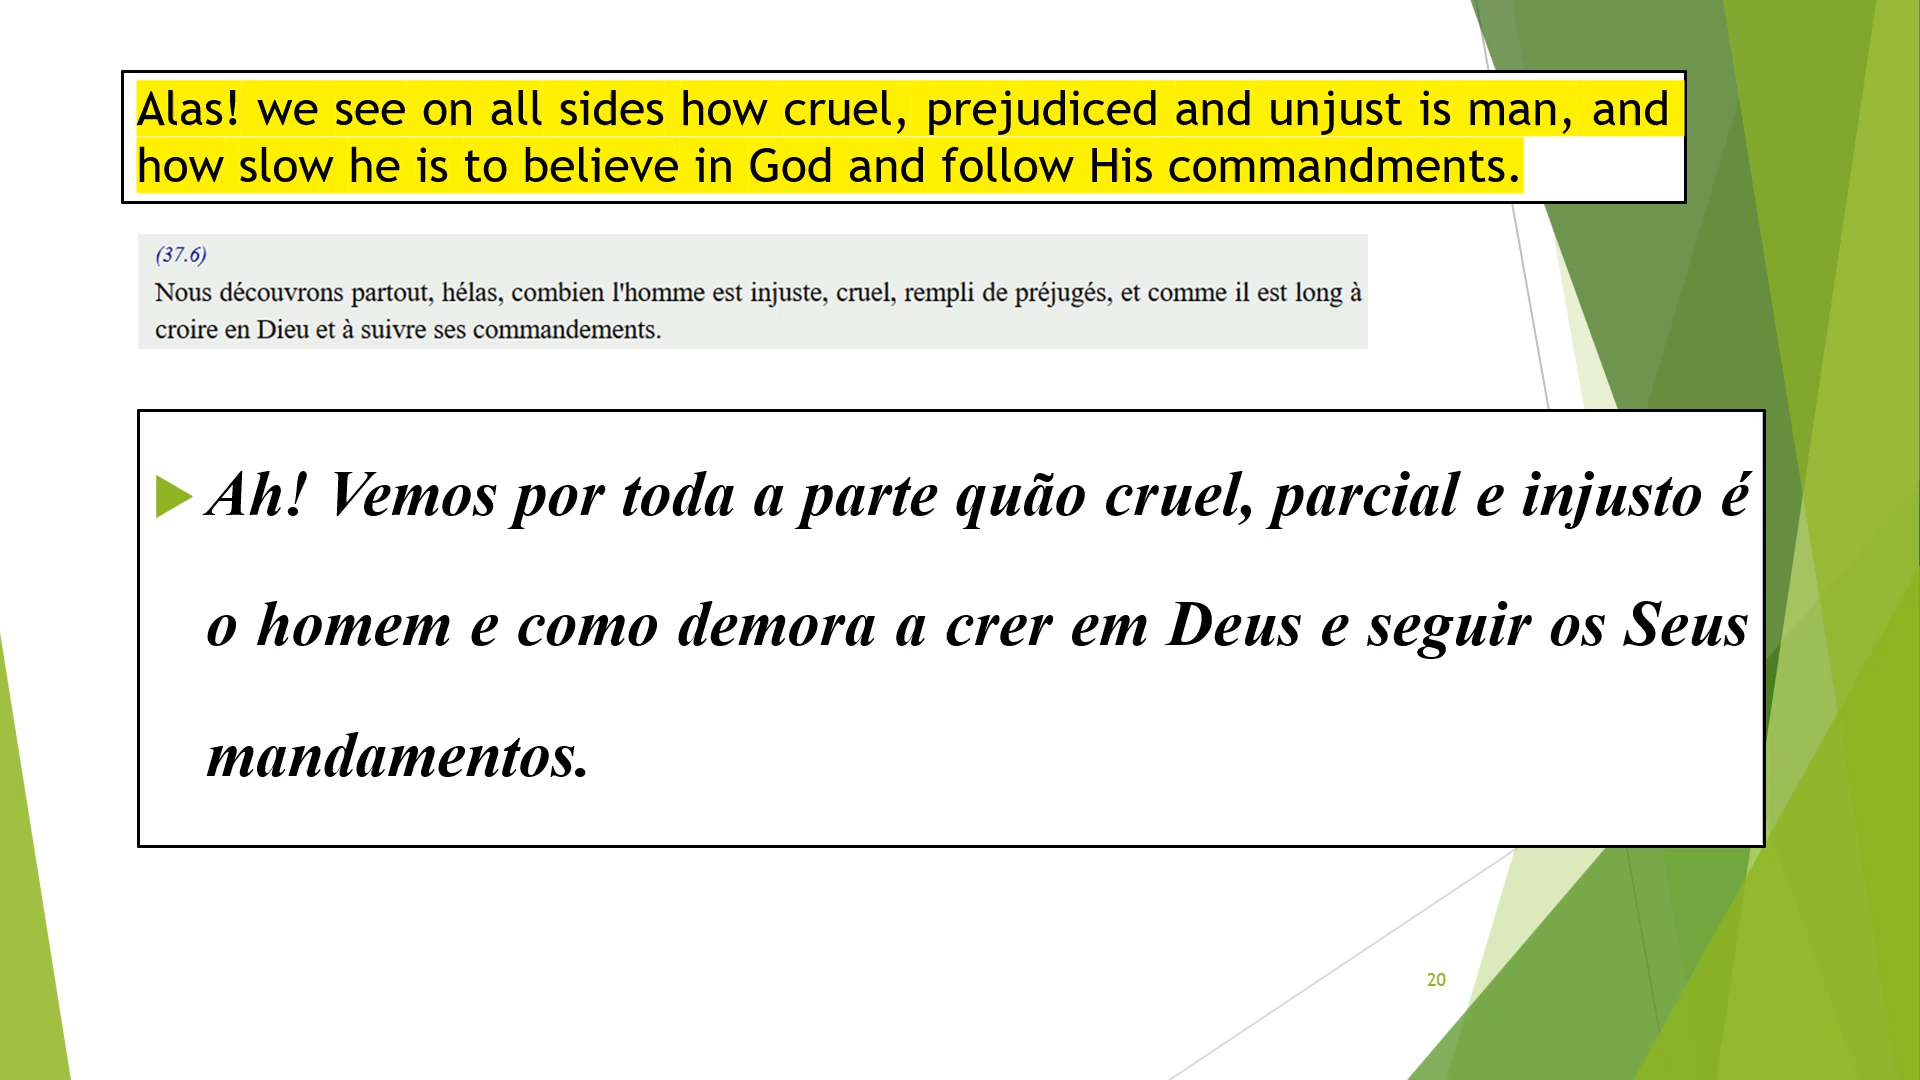 Alas! we see on all sides how cruel, prejudiced and unjust is man, and
how slow he is to believe in God and follow His commandments.
(37.6)
Nous découvrons partout, hélas, combien l'homme est injuste, cruel, rempli de préjugés, et comme il est long à
croire en Dieu et à suivre ses commandements.
Ah! Vemos por toda a parte quão cruel, parcial e injusto é
o homem e como demora a crer em Deus e seguir os Seus
mandamentos.
20